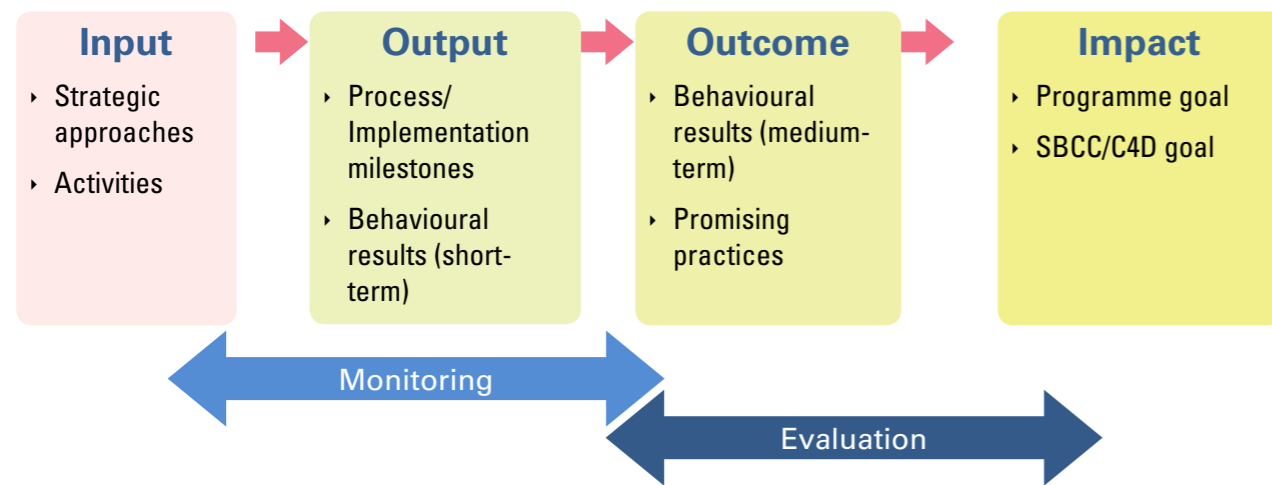 Input
‣ Strategic
approaches
‣ Activities
Output
‣ Process/
Implementation
milestones
‣ Behavioural
results (short-
term)
Outcome
‣ Behavioural
results (medium-
term)
‣ Promising
practices
Impact
‣ Programme goal
‣ SBCC/C4D goal
Monitoring
Evaluation